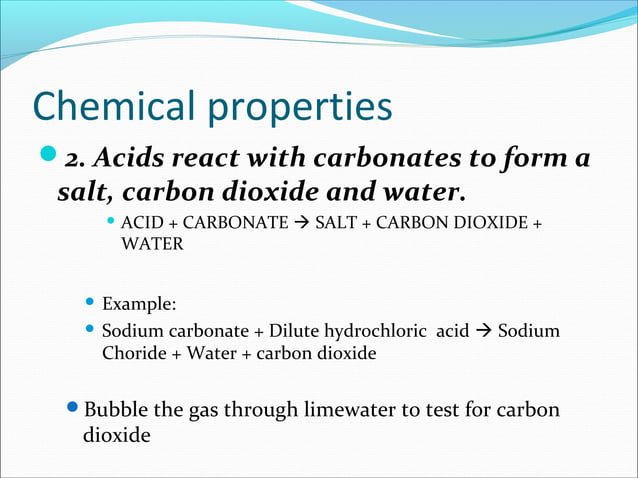 Chemical properties
2. Acids react with carbonates to form a
salt, carbon dioxide and water.
ACID + CARBONATE → SALT + CARBON DIOXIDE +
WATER
Example:
Sodium carbonate + Dilute hydrochloric acid → Sodium
Choride + Water + carbon dioxide
Bubble the gas through limewater to test for carbon
dioxide